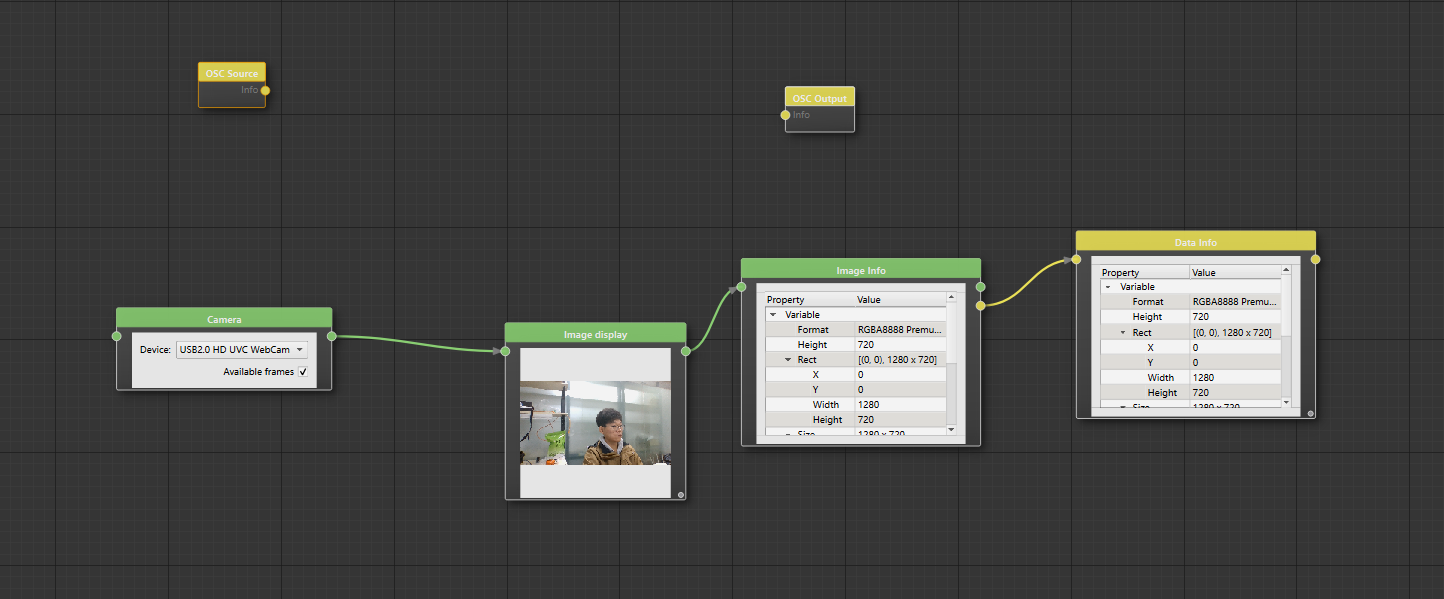 OSC Source
Info
OSC Output
Info
Camera
Device: USB2.0 HD UVC WebCam
Available frames
Image display
Image Info
Property Value
Variable
Format RGBA8888 Premu...
Height 720
Rect [(0, 0), 1280 x 720]
X 0
Y 0
Width 1280
Height 720
Size 1280 x 720
Data Info
Property Value
Variable
Format RGBA8888 Premu...
Height 720
Rect [(0, 0), 1280 x 720]
X 0
Y 0
Width 1280
Height 720
Size 1280 x 720